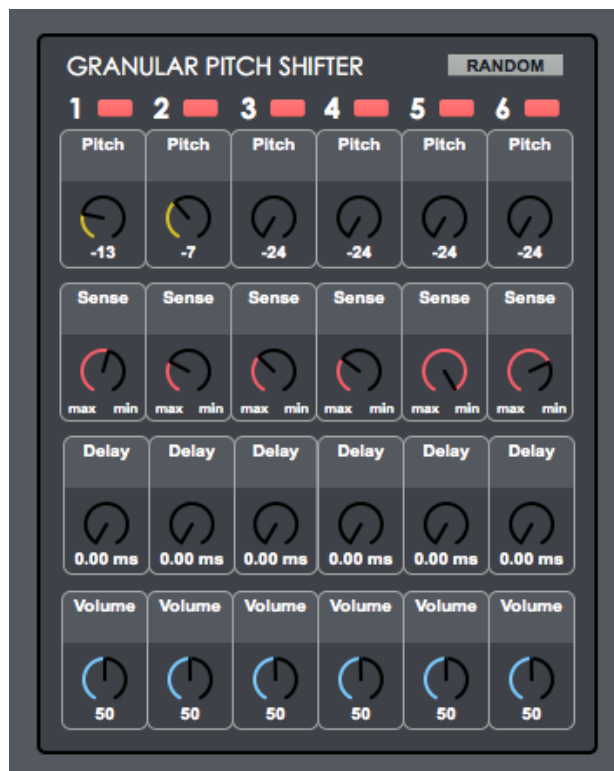 GRANULAR PITCH SHIFTER RANDOM
1 2 3 4 5 6
Pitch Pitch Pitch Pitch Pitch Pitch
-13 -7 -24 -24 -24 -24
Sense Sense Sense Sense Sense Sense
max min max min max min max min max min max min
Delay Delay Delay Delay Delay Delay
0.00 ms 0.00 ms 0.00 ms 0.00 ms 0.00 ms 0.00 ms
Volume Volume Volume Volume Volume Volume
50 50 50 50 50 50